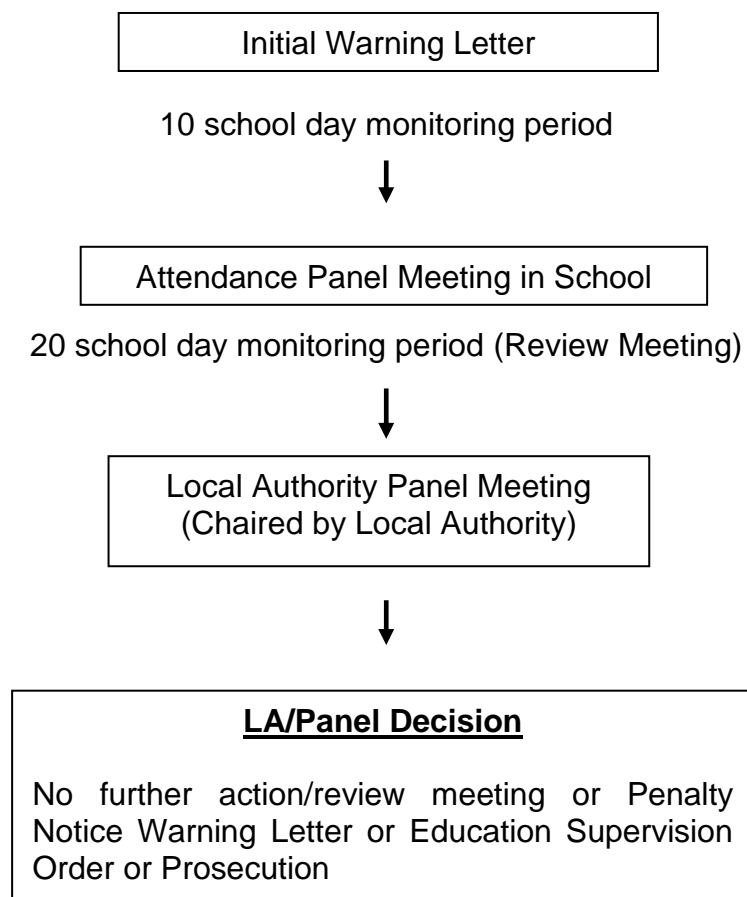 Initial Warning Letter
10 school day monitoring period
Attendance Panel Meeting in School
20 school day monitoring period (Review Meeting)
Local Authority Panel Meeting
(Chaired by Local Authority)
LA/Panel Decision
No further action/review meeting or Penalty
Notice Warning Letter or Education Supervision
Order or Prosecution